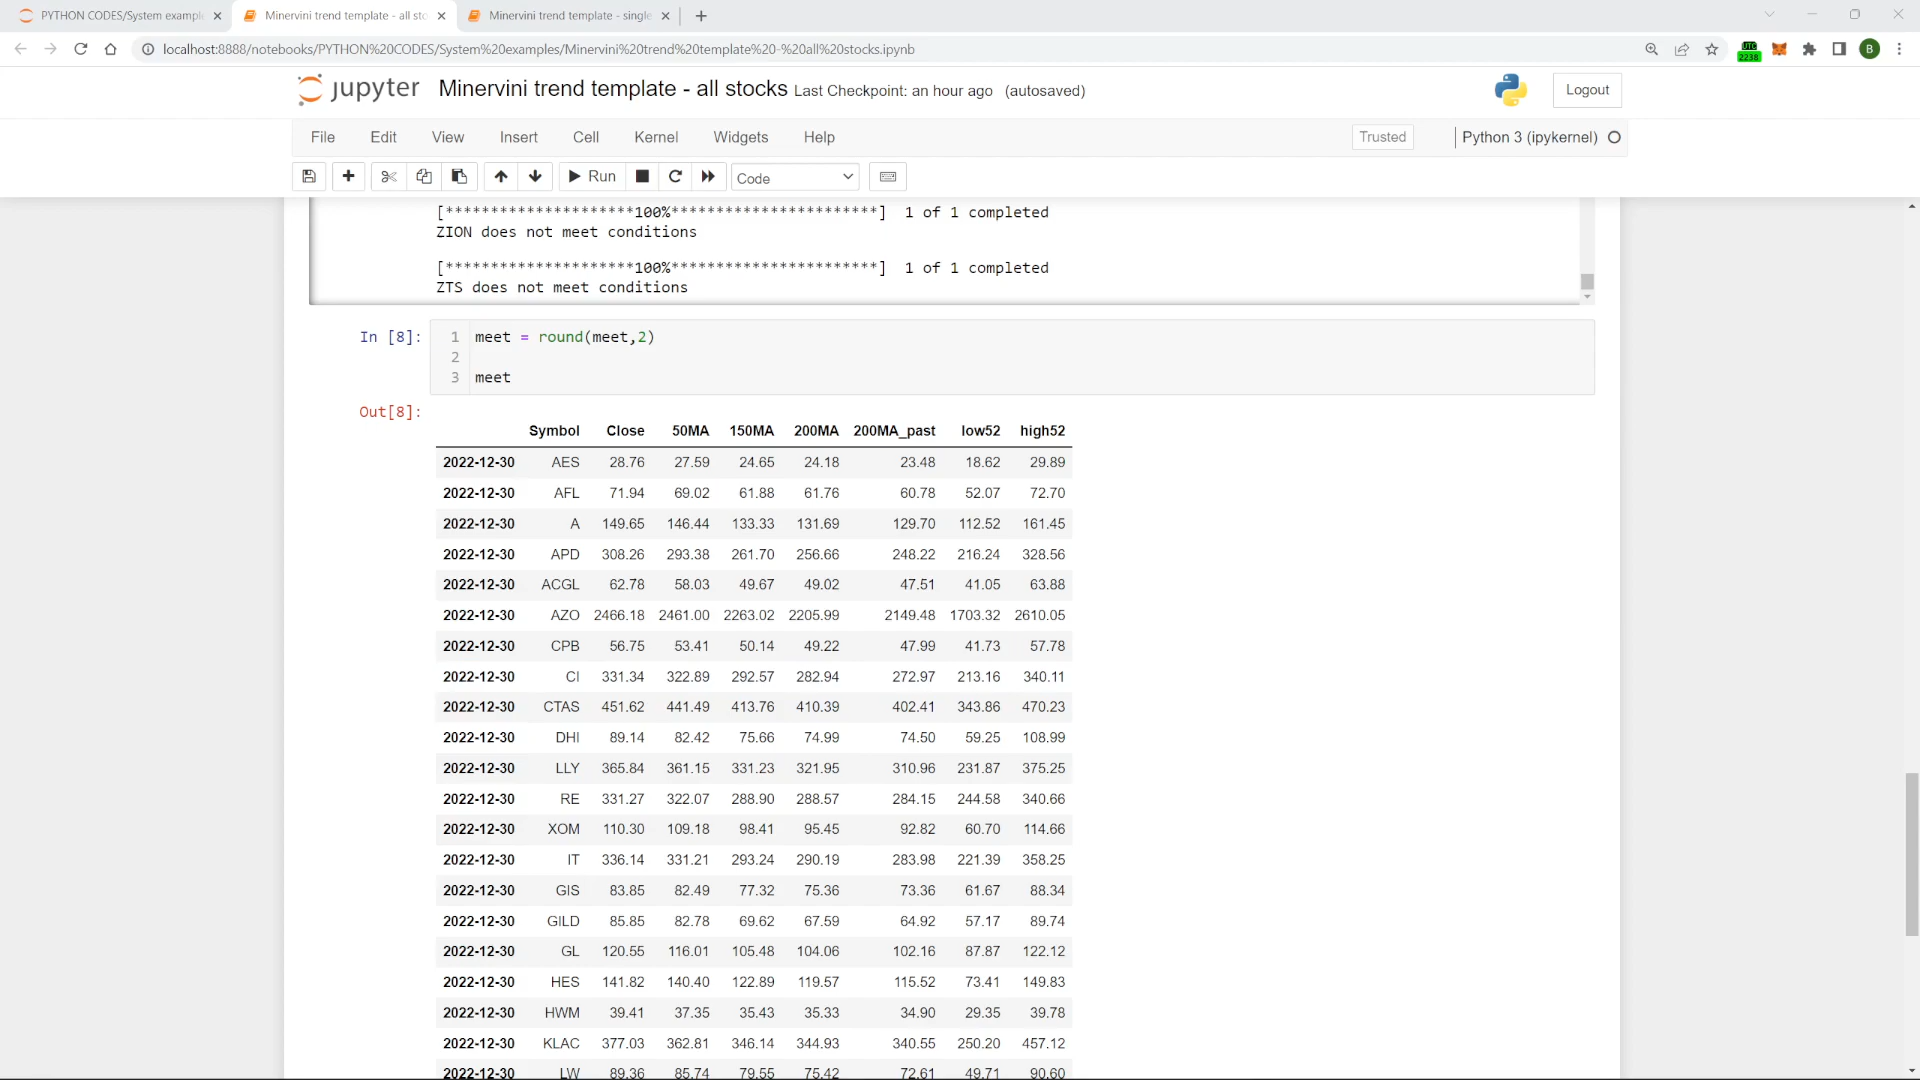 PYTHON CODES/System exampl
Minervini trend template - all sto
Minervini trend template - single
localhost:8888/notebooks/PYTHON%20CODES/System%20examples/Minervini%20trend%20template%20-%20all%20stocks.ipynb
UTC
2238
B
jupyter Minervini trend template - all stocks Last Checkpoint: an hour ago (autosaved)
Logout
File Edit View Insert Cell Kernel Widgets Help
Trusted
Python 3 (ipykernel)
Run
Code
[*********************100%***********************] 1 of 1 completed
ZION does not meet conditions
[*********************100%***********************] 1 of 1 completed
ZTS does not meet conditions
In [8]:
1 meet = round(meet,2)
2
3 meet
Out[8]:
Symbol Close 50MA 150MA 200MA 200MA_past low52 high52
2022-12-30 AES 28.76 27.59 24.65 24.18 23.48 18.62 29.89
2022-12-30 AFL 71.94 69.02 61.88 61.76 60.78 52.07 72.70
2022-12-30 A 149.65 146.44 133.33 131.69 129.70 112.52 161.45
2022-12-30 APD 308.26 293.38 261.70 256.66 248.22 216.24 328.56
2022-12-30 ACGL 62.78 58.03 49.67 49.02 47.51 41.05 63.88
2022-12-30 AZO 2466.18 2461.00 2263.02 2205.99 2149.48 1703.32 2610.05
2022-12-30 CPB 56.75 53.41 50.14 49.22 47.99 41.73 57.78
2022-12-30 CI 331.34 322.89 292.57 282.94 272.97 213.16 340.11
2022-12-30 CTAS 451.62 441.49 413.76 410.39 402.41 343.86 470.23
2022-12-30 DHI 89.14 82.42 75.66 74.99 74.50 59.25 108.99
2022-12-30 LLY 365.84 361.15 331.23 321.95 310.96 231.87 375.25
2022-12-30 RE 331.27 322.07 288.90 288.57 284.15 244.58 340.66
2022-12-30 XOM 110.30 109.18 98.41 95.45 92.82 60.70 114.66
2022-12-30 IT 336.14 331.21 293.24 290.19 283.98 221.39 358.25
2022-12-30 GIS 83.85 82.49 77.32 75.36 73.36 61.67 88.34
2022-12-30 GILD 85.85 82.78 69.62 67.59 64.92 57.17 89.74
2022-12-30 GL 120.55 116.01 105.48 104.06 102.16 87.87 122.12
2022-12-30 HES 141.82 140.40 122.89 119.57 115.52 73.41 149.83
2022-12-30 HWM 39.41 37.35 35.43 35.33 34.90 29.35 39.78
2022-12-30 KLAC 377.03 362.81 346.14 344.93 340.55 250.20 457.12
2022-12-30 LW 89.36 85.74 79.55 75.42 72.61 49.71 90.60